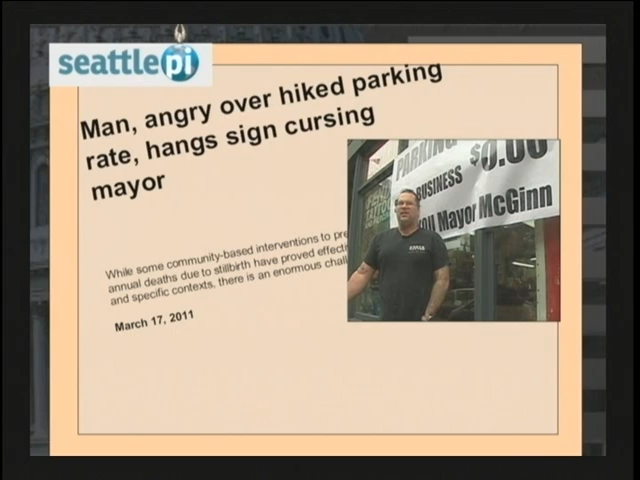 seattlepi
Man, angry over hiked parking
rate, hangs sign cursing
mayor
PARKING $0.00
BUSINESS
YOU Mayor McGinn
While some community-based interventions to
annual deaths due to stillbirth have proved
and specific contexts, there is an enormous
March 17, 2011